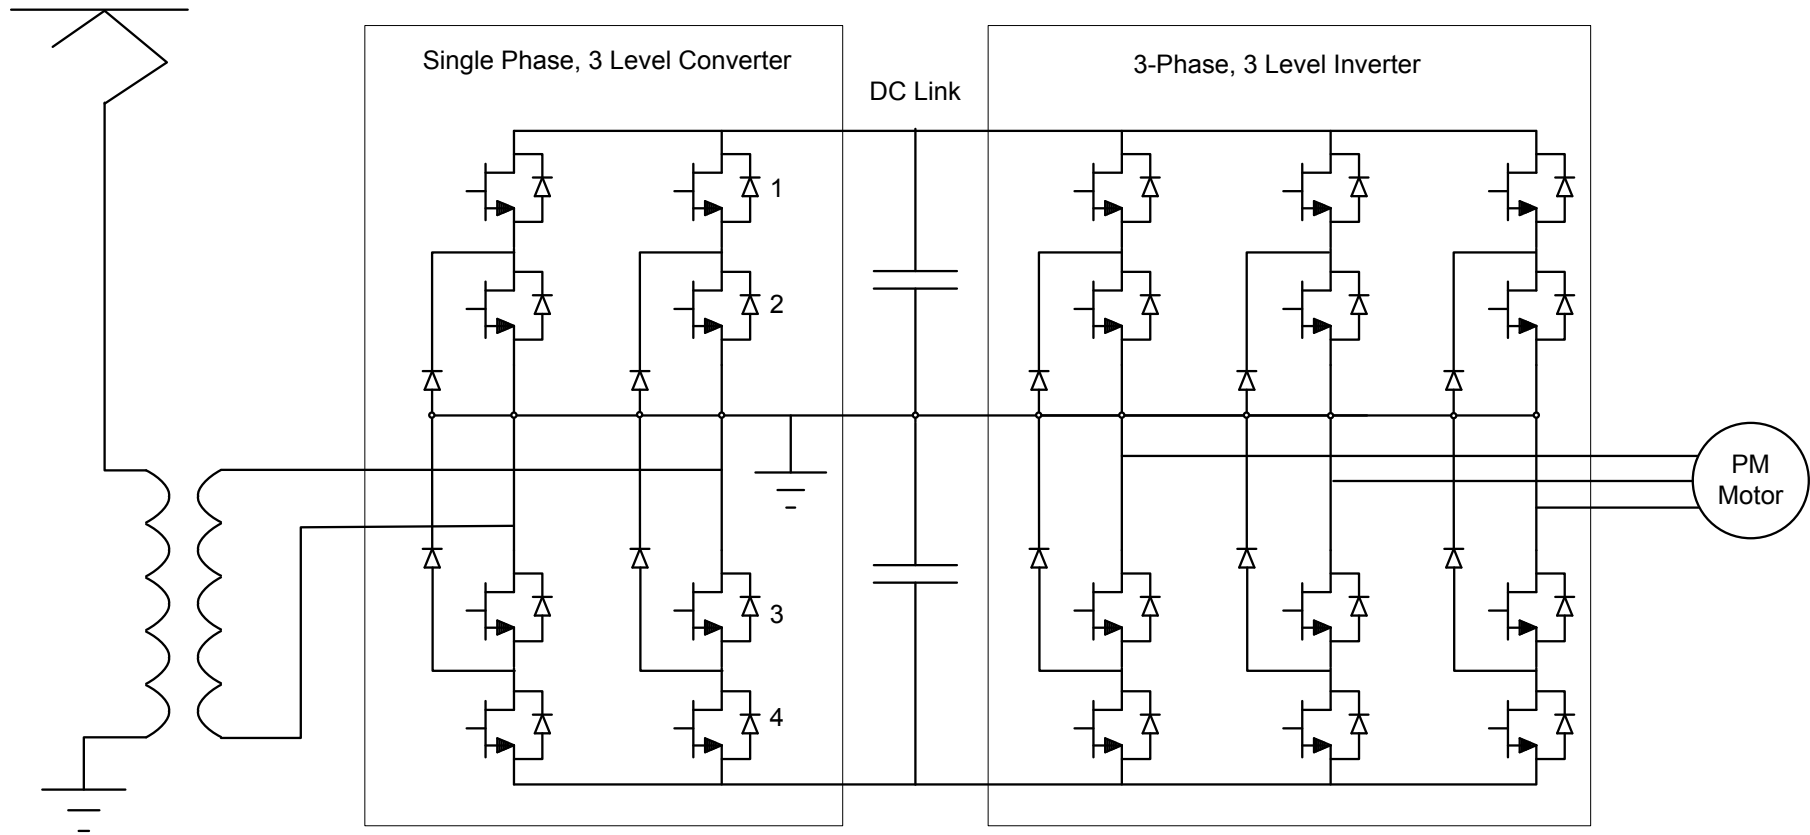 Single Phase, 3 Level Converter
DC Link
3-Phase, 3 Level Inverter
1
2
3
4
PM
Motor